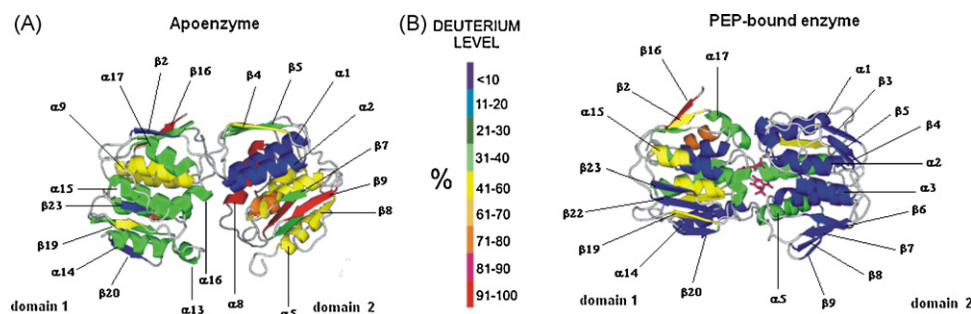 (A)
Apoenzyme
(B)
DEUTERIUM
LEVEL
PEP-bound enzyme
β16
β2
α17
α9
β4
β5
α1
α2
β7
β9
β8
α15
β23
β19
α14
β20
α13
α16
α8
α5
domain 1
domain 2
%
<10
11-20
21-30
31-40
41-60
61-70
71-80
81-90
91-100
β16
α17
β2
α15
β23
β22
β19
α14
β20
α1
β3
β5
β4
α2
α3
β6
β7
β8
β9
α5
domain 1
domain 2